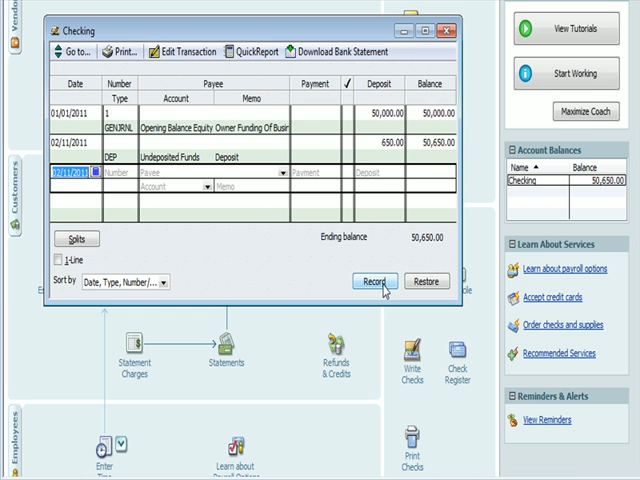 Vendor
Checking
Go to... Print... Edit Transaction QuickReport Download Bank Statement
Date Number Payee Payment ✓ Deposit Balance
Type Account Memo
01/01/2011 1 50,000.00 50,000.00
GENJRNL Opening Balance Equity Owner Funding Of Busin
02/11/2011 650.00 50,650.00
DEP Undeposited Funds Deposit
02/11/2011 Number Payee Payment Deposit
Account Memo
Splits
Ending balance 50,650.00
1-Line
Sort by Date, Type, Number/... Record Restore
Customers
Statement Charges
Statements
Refunds & Credits
Write Checks
Check Register
Print Checks
Employees
Enter Time
Learn about Payroll Options
View Tutorials
Start Working
Maximize Coach
Account Balances
Name Balance
Checking 50,650.00
Learn About Services
Learn about payroll options
Accept credit cards
Order checks and supplies
Recommended Services
Reminders & Alerts
View Reminders